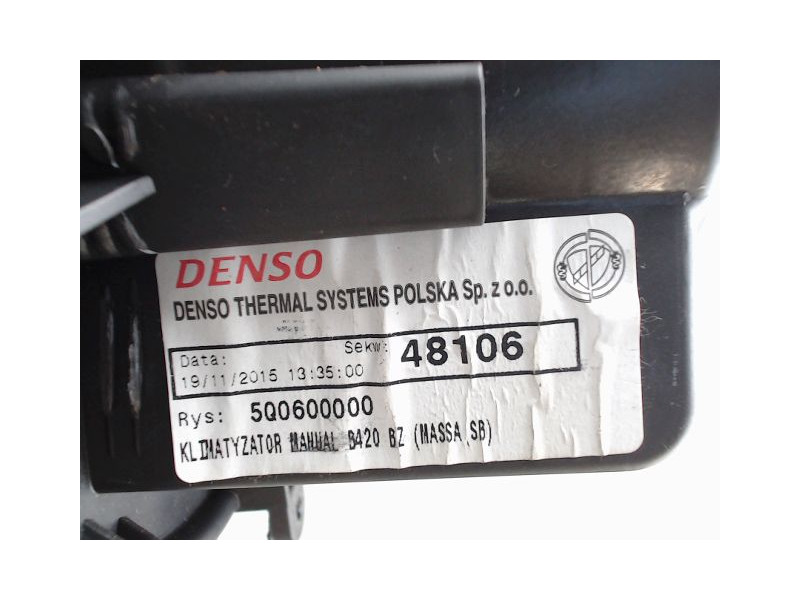 DENSO
DENSO THERMAL SYSTEMS POLSKA Sp. z o.o.
Data: Sekw: 48106
19/11/2015 13:35:00
Rys: 5Q0600000
KLIMATYZATOR MANUAL B420 BZ (MASSA SB)